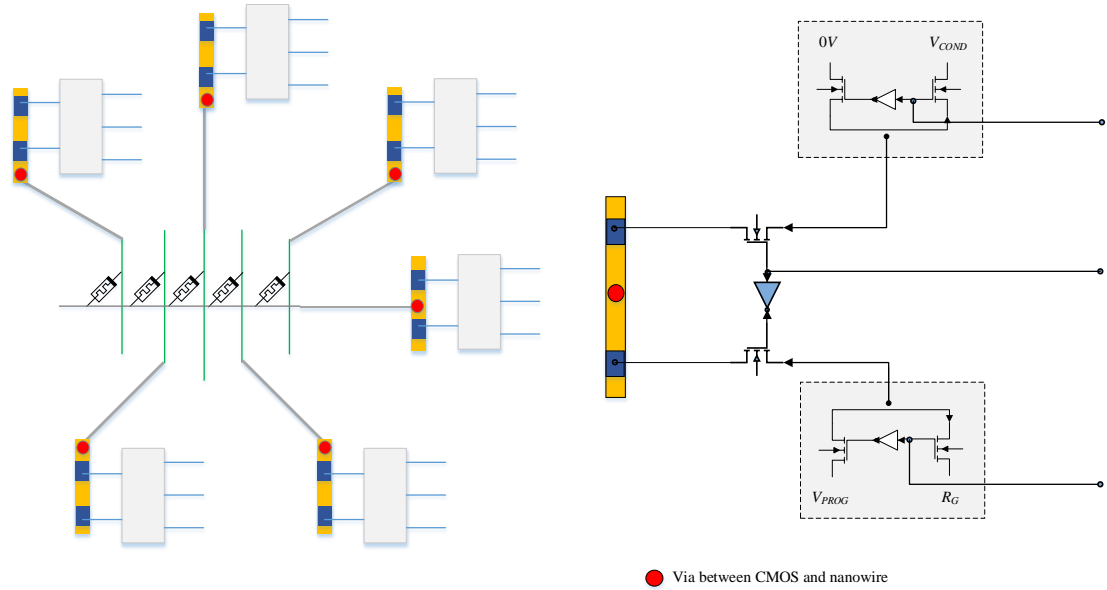 0V
V_COND
V_PROG
R_G
Via between CMOS and nanowire